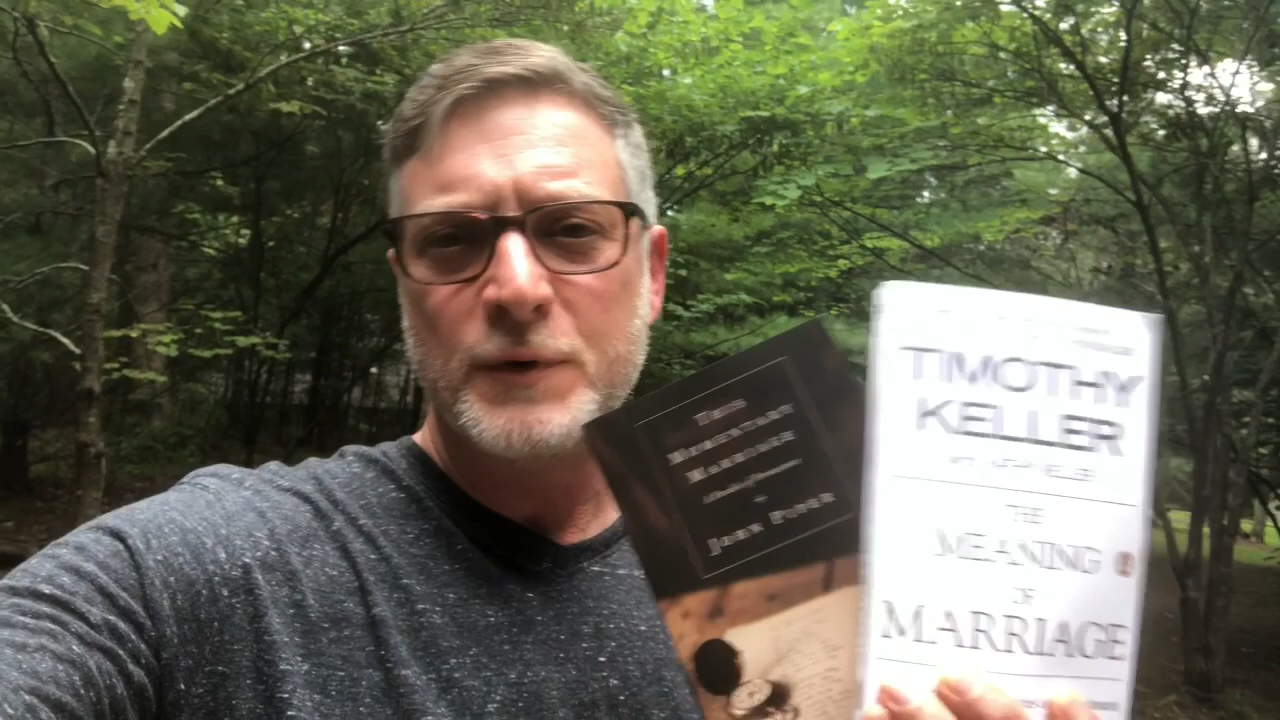 THIS
MOMENTARY
MARRIAGE
JOHN PIPER
TIMOTHY
KELLER
THE
MEANING
OF
MARRIAGE